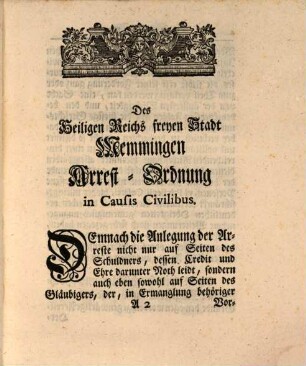 Des
Heiligen Reichs freyen Stadt
Memmingen
Arrest-Ordnung
in Causis Civilibus.
DEmnach die Anlegung der Ar-
reste nicht nur auf Seiten des
Schuldners, dessen Credit und
Ehre darunter Noth leidt, sondern
auch eben sowohl auf Seiten des
Gläubigers, der, in Ermanglung behöriger
A 2 Vor-